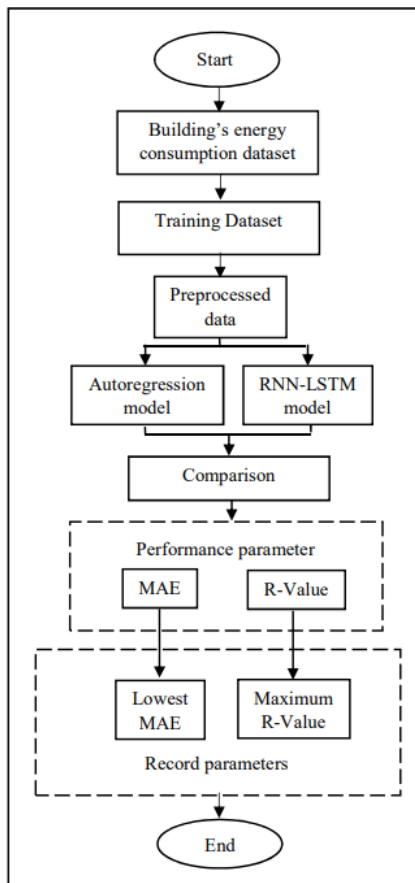 Start
Building's energy
consumption dataset
Training Dataset
Preprocessed
data
Autoregression
model
RNN-LSTM
model
Comparison
Performance parameter
MAE
R-Value
Lowest
MAE
Maximum
R-Value
Record parameters
End